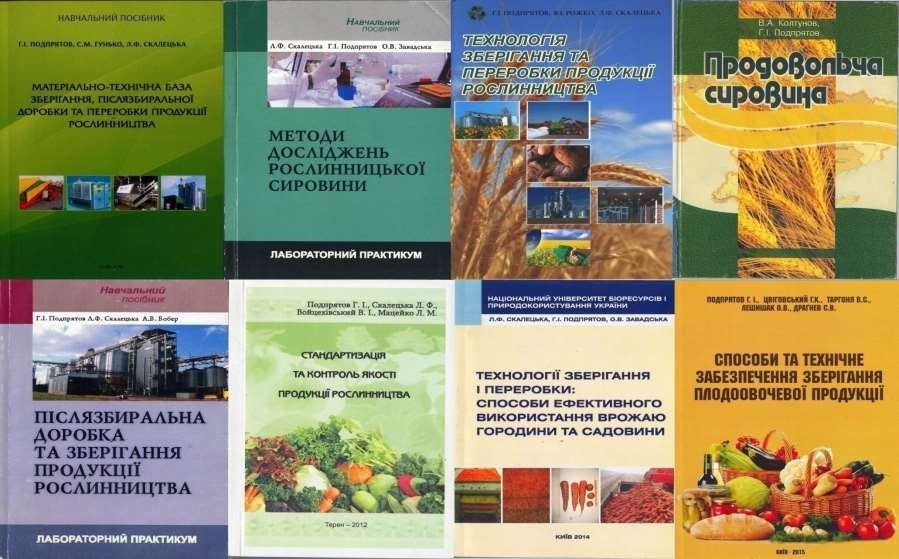 НАВЧАЛЬНИЙ ПОСІБНИК
Г.І. ПОДПРЯТОВ, С.М. ГУНЬКО, Л.Ф. СКАЛЕЦЬКА
МАТЕРІАЛЬНО-ТЕХНІЧНА БАЗА
ЗБЕРІГАННЯ, ПІСЛЯЗБИРАЛЬНОЇ
ДОРОБКИ ТА ПЕРЕРОБКИ ПРОДУКЦІЇ
РОСЛИННИЦТВА
НАВЧАЛЬНИЙ
ПОСІБНИК
Л.Ф. Скалецька Г.І. Подпрятов О.В. Завадська
МЕТОДИ
ДОСЛІДЖЕНЬ
РОСЛИННИЦЬКОЇ
СИРОВИНИ
ЛАБОРАТОРНИЙ ПРАКТИКУМ
Г.І. ПОДПРЯТОВ, В.І. РОЖКО, Л.Ф. СКАЛЕЦЬКА
ТЕХНОЛОГІЯ
ЗБЕРІГАННЯ ТА
ПЕРЕРОБКИ ПРОДУКЦІЇ
РОСЛИННИЦТВА
В.А. Колтунов,
Г.І. Подпрятов
Продовольча
сировина
Навчальний
посібник
Г.І. Подпрятов Л.Ф. Скалецька А.В. Бобер
ПІСЛЯЗБИРАЛЬНА
ДОРОБКА
ТА ЗБЕРІГАННЯ
ПРОДУКЦІЇ
РОСЛИННИЦТВА
ЛАБОРАТОРНИЙ ПРАКТИКУМ
Подпрятов Г. І., Скалецька Л. Ф.,
Войцехівський В. І., Мацейко Л. М.
СТАНДАРТИЗАЦІЯ
ТА КОНТРОЛЬ ЯКОСТІ
ПРОДУКЦІЇ РОСЛИННИЦТВА
Терен – 2012
НАЦІОНАЛЬНИЙ УНІВЕРСИТЕТ БІОРЕСУРСІВ І
ПРИРОДОКОРИСТУВАННЯ УКРАЇНИ
Л.Ф. СКАЛЕЦЬКА, Г.І. ПОДПРЯТОВ, О.В. ЗАВАДСЬКА
ТЕХНОЛОГІЇ ЗБЕРІГАННЯ
І ПЕРЕРОБКИ:
СПОСОБИ ЕФЕКТИВНОГО
ВИКОРИСТАННЯ ВРОЖАЮ
ГОРОДИНИ ТА САДОВИНИ
КИЇВ 2014
ПОДПРЯТОВ Г. І., ЦВІГОВСЬКИЙ Г.К., ТАРГОНЯ В.С.,
ЛЕШИШАК О.В., ДРАГНЄВ С.В.
СПОСОБИ ТА ТЕХНІЧНЕ
ЗАБЕЗПЕЧЕННЯ ЗБЕРІГАННЯ
ПЛОДООВОЧЕВОЇ ПРОДУКЦІЇ
КИЇВ - 2015